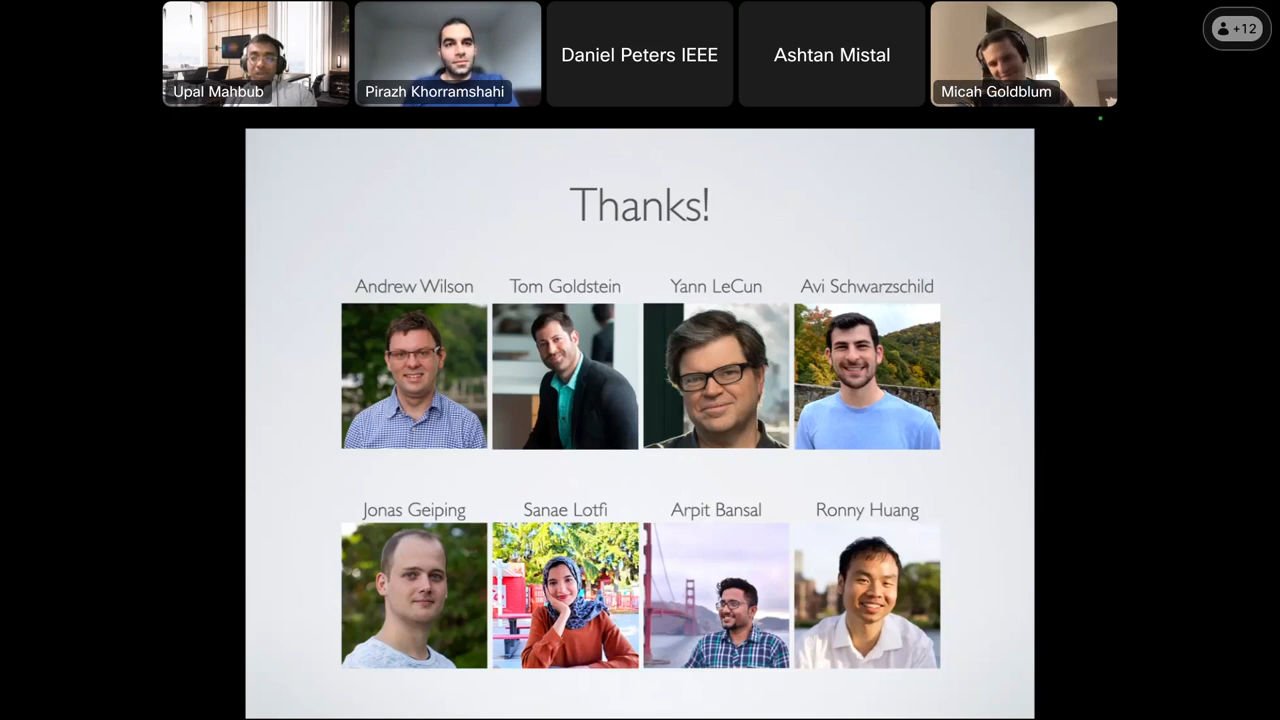 Upal Mahbub
Pirazh Khorramshahi
Daniel Peters IEEE
Ashtan Mistal
Micah Goldblum
+12
Thanks!
Andrew Wilson
Tom Goldstein
Yann LeCun
Avi Schwarzschild
Jonas Geiping
Sanae Lotfi
Arpit Bansal
Ronny Huang